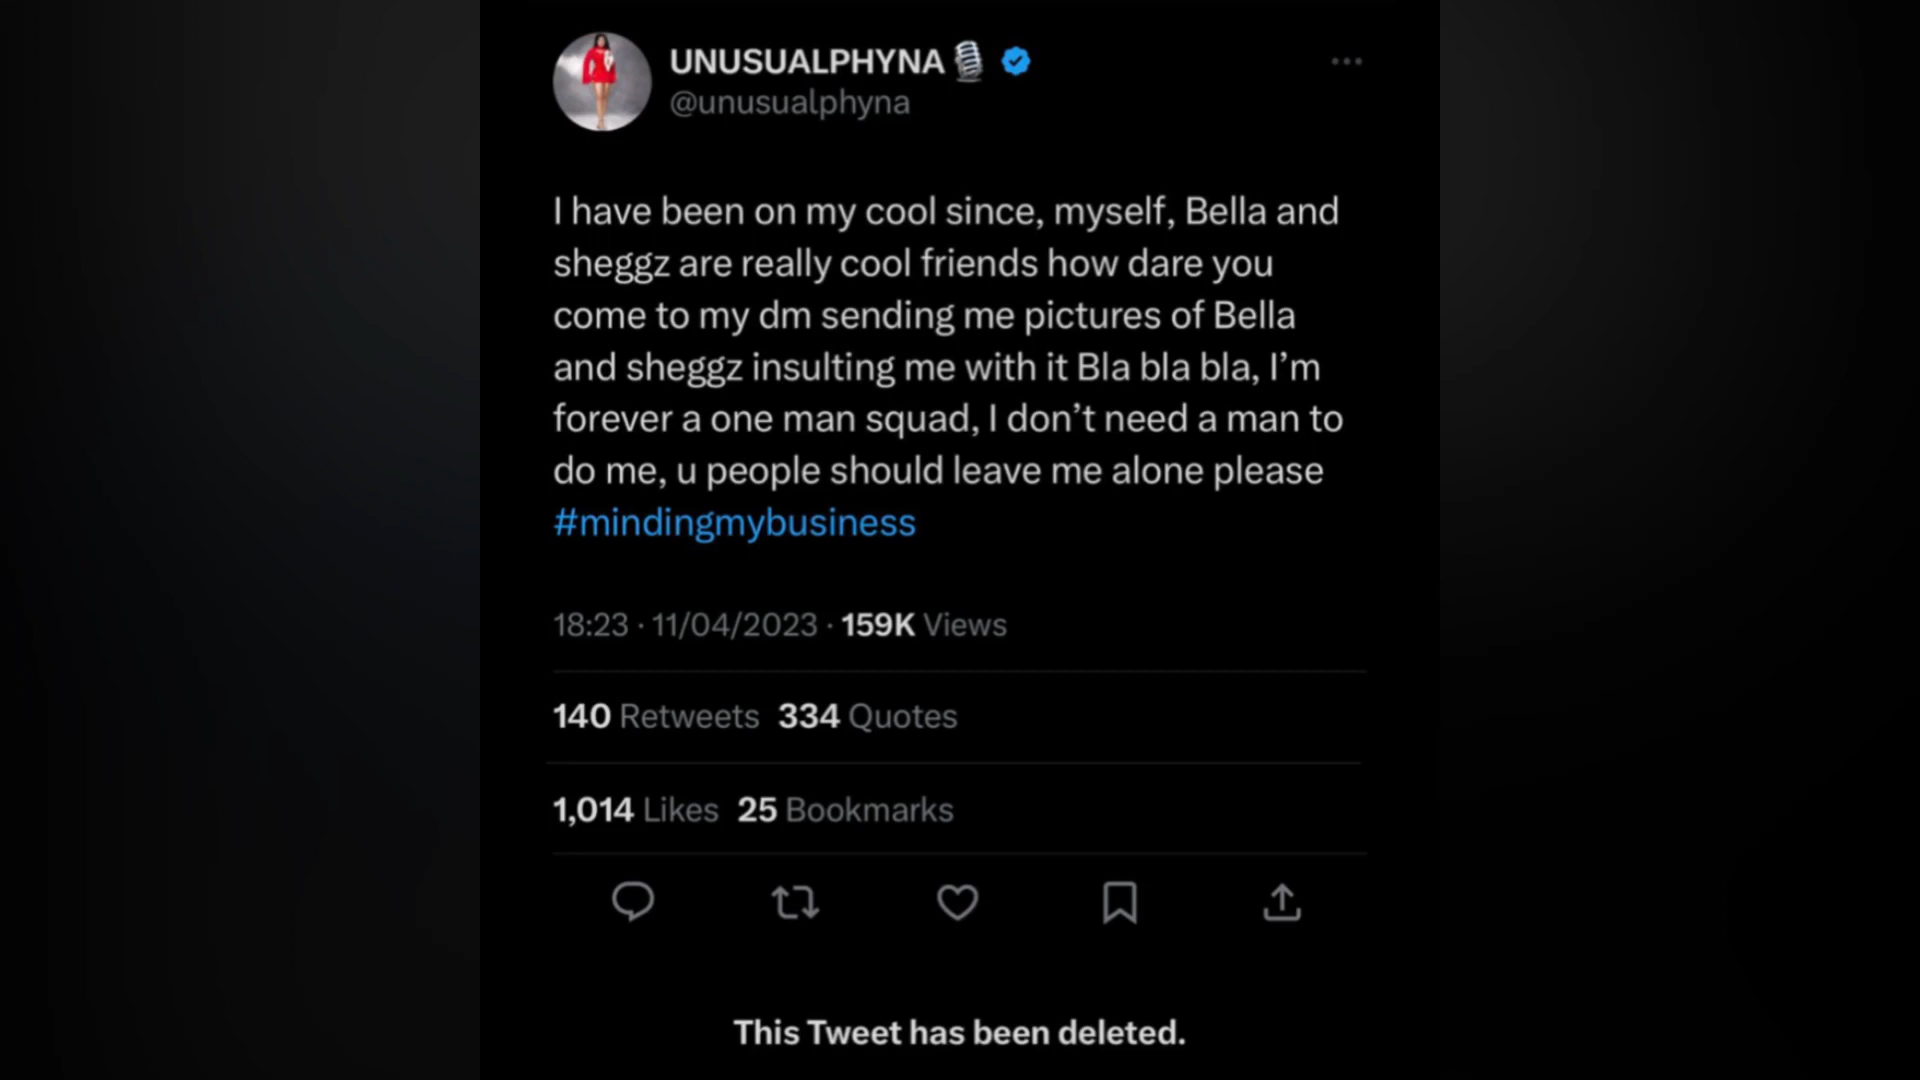 UNUSUALPHYNA🎙️
@unusualphyna
I have been on my cool since, myself, Bella and
sheggz are really cool friends how dare you
come to my dm sending me pictures of Bella
and sheggz insulting me with it Bla bla bla, I’m
forever a one man squad, I don’t need a man to
do me, u people should leave me alone please
#mindingmybusiness
18:23 · 11/04/2023 · 159K Views
140 Retweets 334 Quotes
1,014 Likes 25 Bookmarks
This Tweet has been deleted.